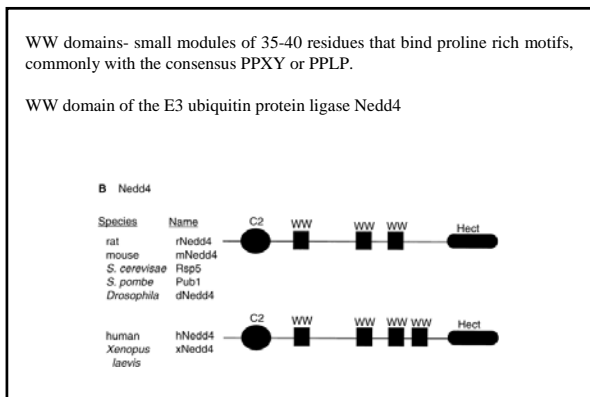 WW domains- small modules of 35-40 residues that bind proline rich motifs,
commonly with the consensus PPXY or PPLP.
WW domain of the E3 ubiquitin protein ligase Nedd4
B Nedd4
Species Name
C2 WW WW WW Hect
rat rNedd4
mouse mNedd4
S. cerevisae Rsp5
S. pombe Pub1
Drosophila dNedd4
C2 WW WW WW WW Hect
human hNedd4
Xenopus xNedd4
laevis